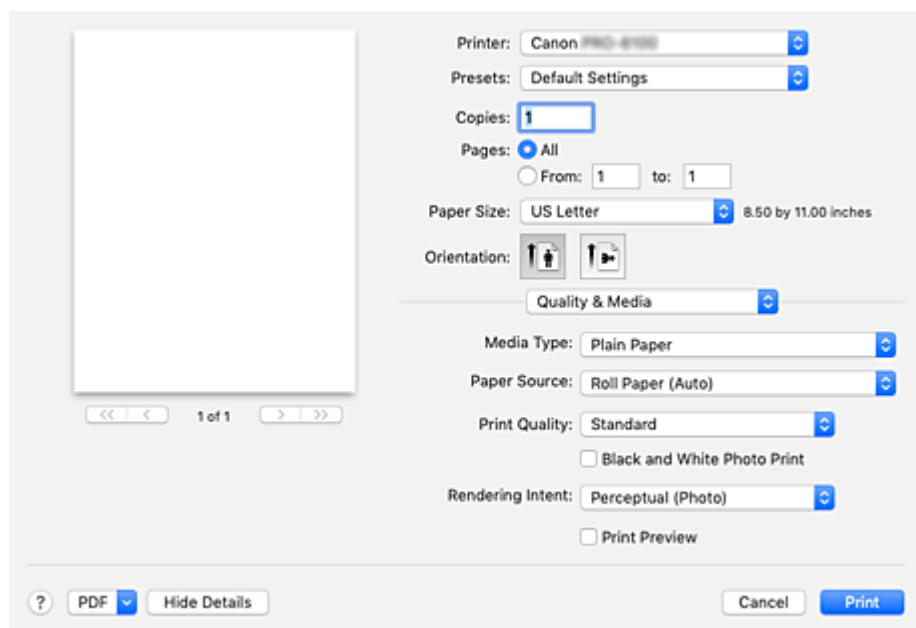 Printer: Canon
Presets: Default Settings
Copies: 1
Pages: All
From: 1 to: 1
Paper Size: US Letter 8.50 by 11.00 inches
Orientation:
Quality & Media
Media Type: Plain Paper
Paper Source: Roll Paper (Auto)
1 of 1
Print Quality: Standard
Black and White Photo Print
Rendering Intent: Perceptual (Photo)
Print Preview
? PDF Hide Details Cancel Print